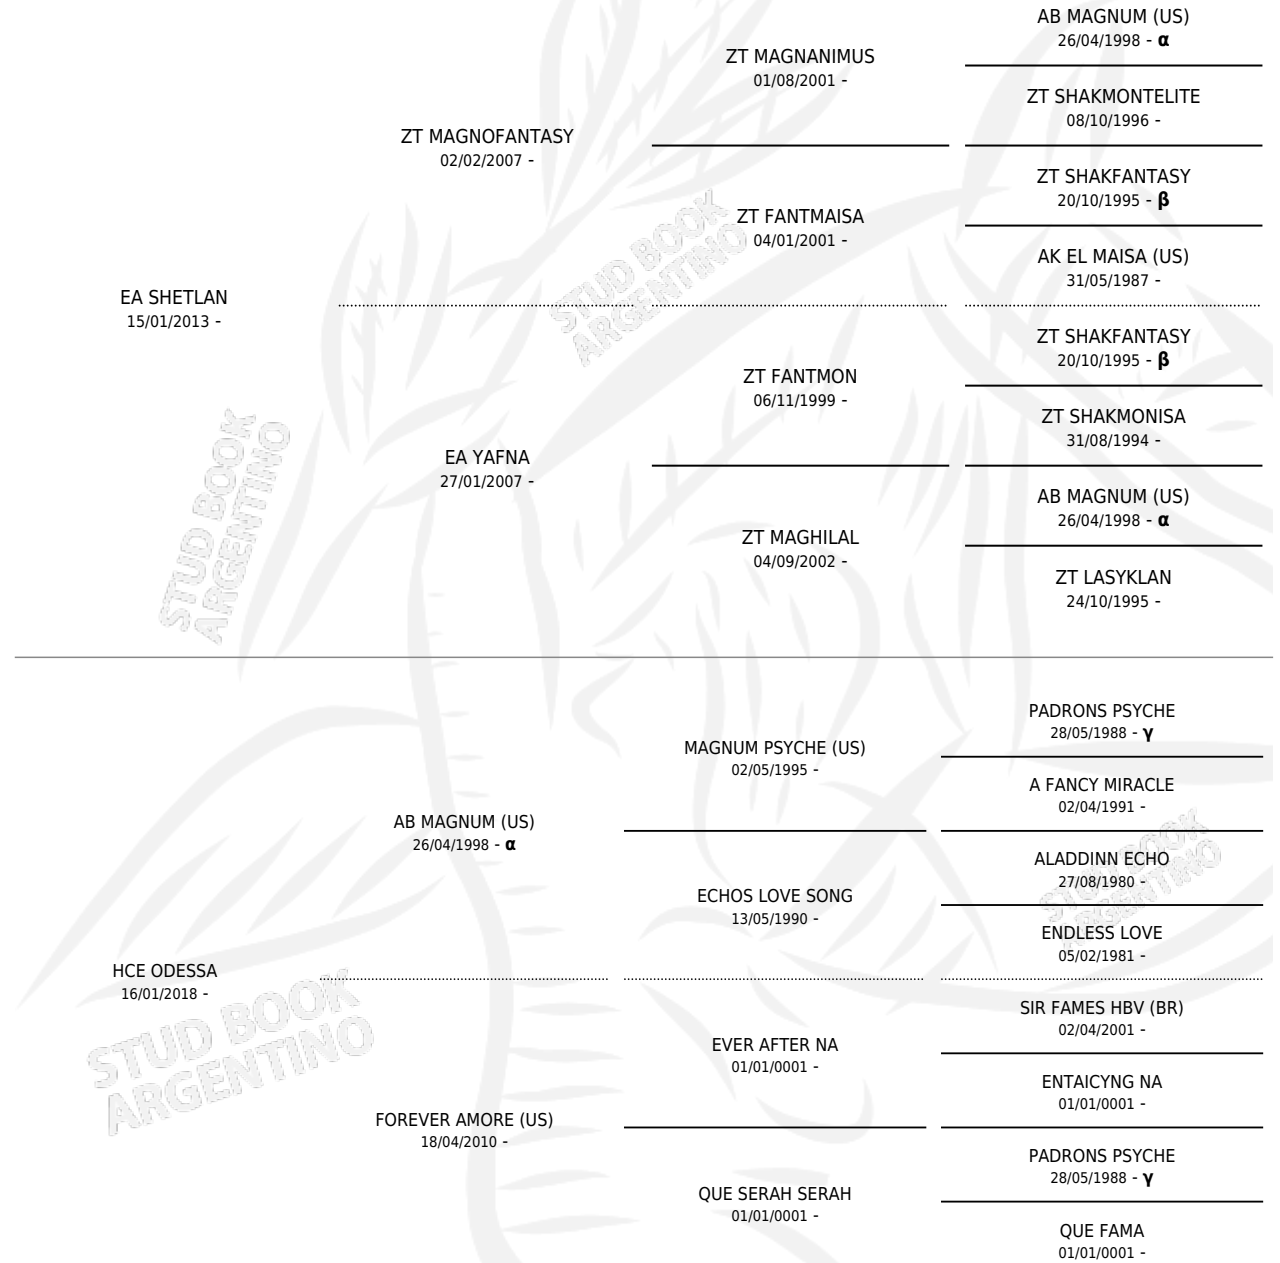 AB MAGNUM (US)
26/04/1998 - α
ZT MAGNANIMUS
01/08/2001 -
ZT SHAKMONTELITE
08/10/1996 -
ZT MAGNOFANTASY
02/02/2007 -
ZT SHAKFANTASY
20/10/1995 - β
ZT FANTMAISA
04/01/2001 -
AK EL MAISA (US)
31/05/1987 -
EA SHETLAN
15/01/2013 -
ZT SHAKFANTASY
20/10/1995 - β
ZT FANTMON
06/11/1999 -
ZT SHAKMONISA
31/08/1994 -
EA YAFNA
27/01/2007 -
AB MAGNUM (US)
26/04/1998 - α
ZT MAGHILAL
04/09/2002 -
ZT LASYKLAN
24/10/1995 -
PADRONS PSYCHE
28/05/1988 - γ
MAGNUM PSYCHE (US)
02/05/1995 -
A FANCY MIRACLE
02/04/1991 -
AB MAGNUM (US)
26/04/1998 - α
ALADDINN ECHO
27/08/1980 -
ECHOS LOVE SONG
13/05/1990 -
ENDLESS LOVE
05/02/1981 -
HCE ODESSA
16/01/2018 -
SIR FAMES HBV (BR)
02/04/2001 -
EVER AFTER NA
01/01/0001 -
ENTAICYNG NA
01/01/0001 -
FOREVER AMORE (US)
18/04/2010 -
PADRONS PSYCHE
28/05/1988 - γ
QUE SERAH SERAH
01/01/0001 -
QUE FAMA
01/01/0001 -
STUD BOOK
ARGENTINO
STUD BOOK
ARGENTINO
STUD BOOK
ARGENTINO
STUD BOOK
ARGENTINO